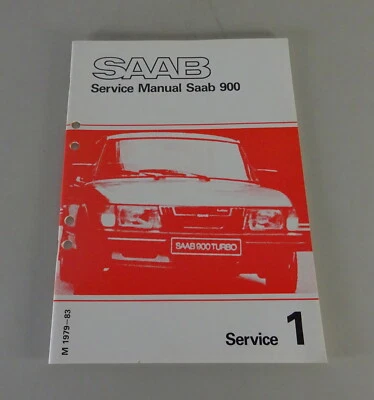 SAAB
Service Manual Saab 900
SAAB 900 TURBO
M 1979-83
Service 1